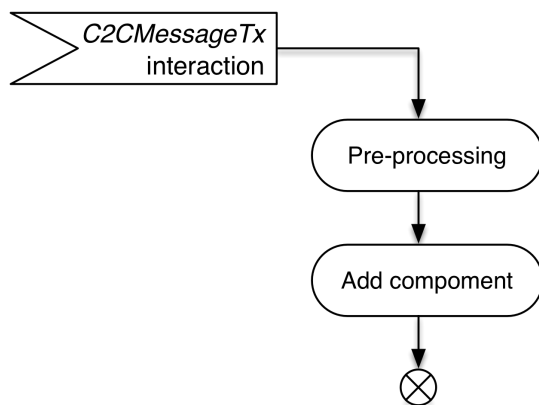 C2CMessageTx
interaction
Pre-processing
Add compoment